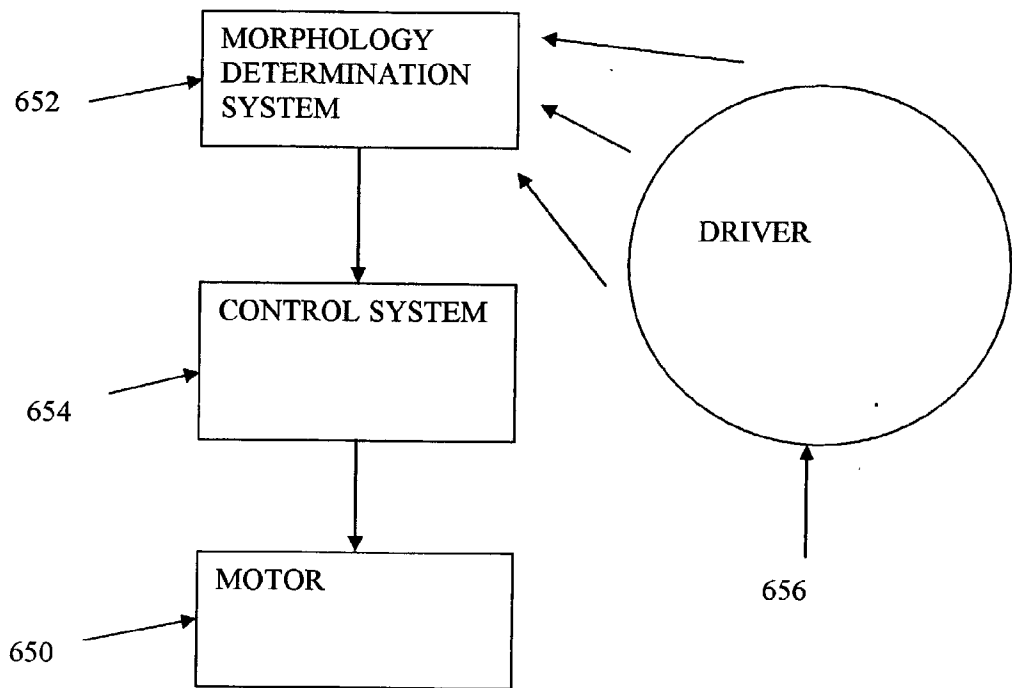 MORPHOLOGY
DETERMINATION
SYSTEM
652
DRIVER
CONTROL SYSTEM
654
656
MOTOR
650